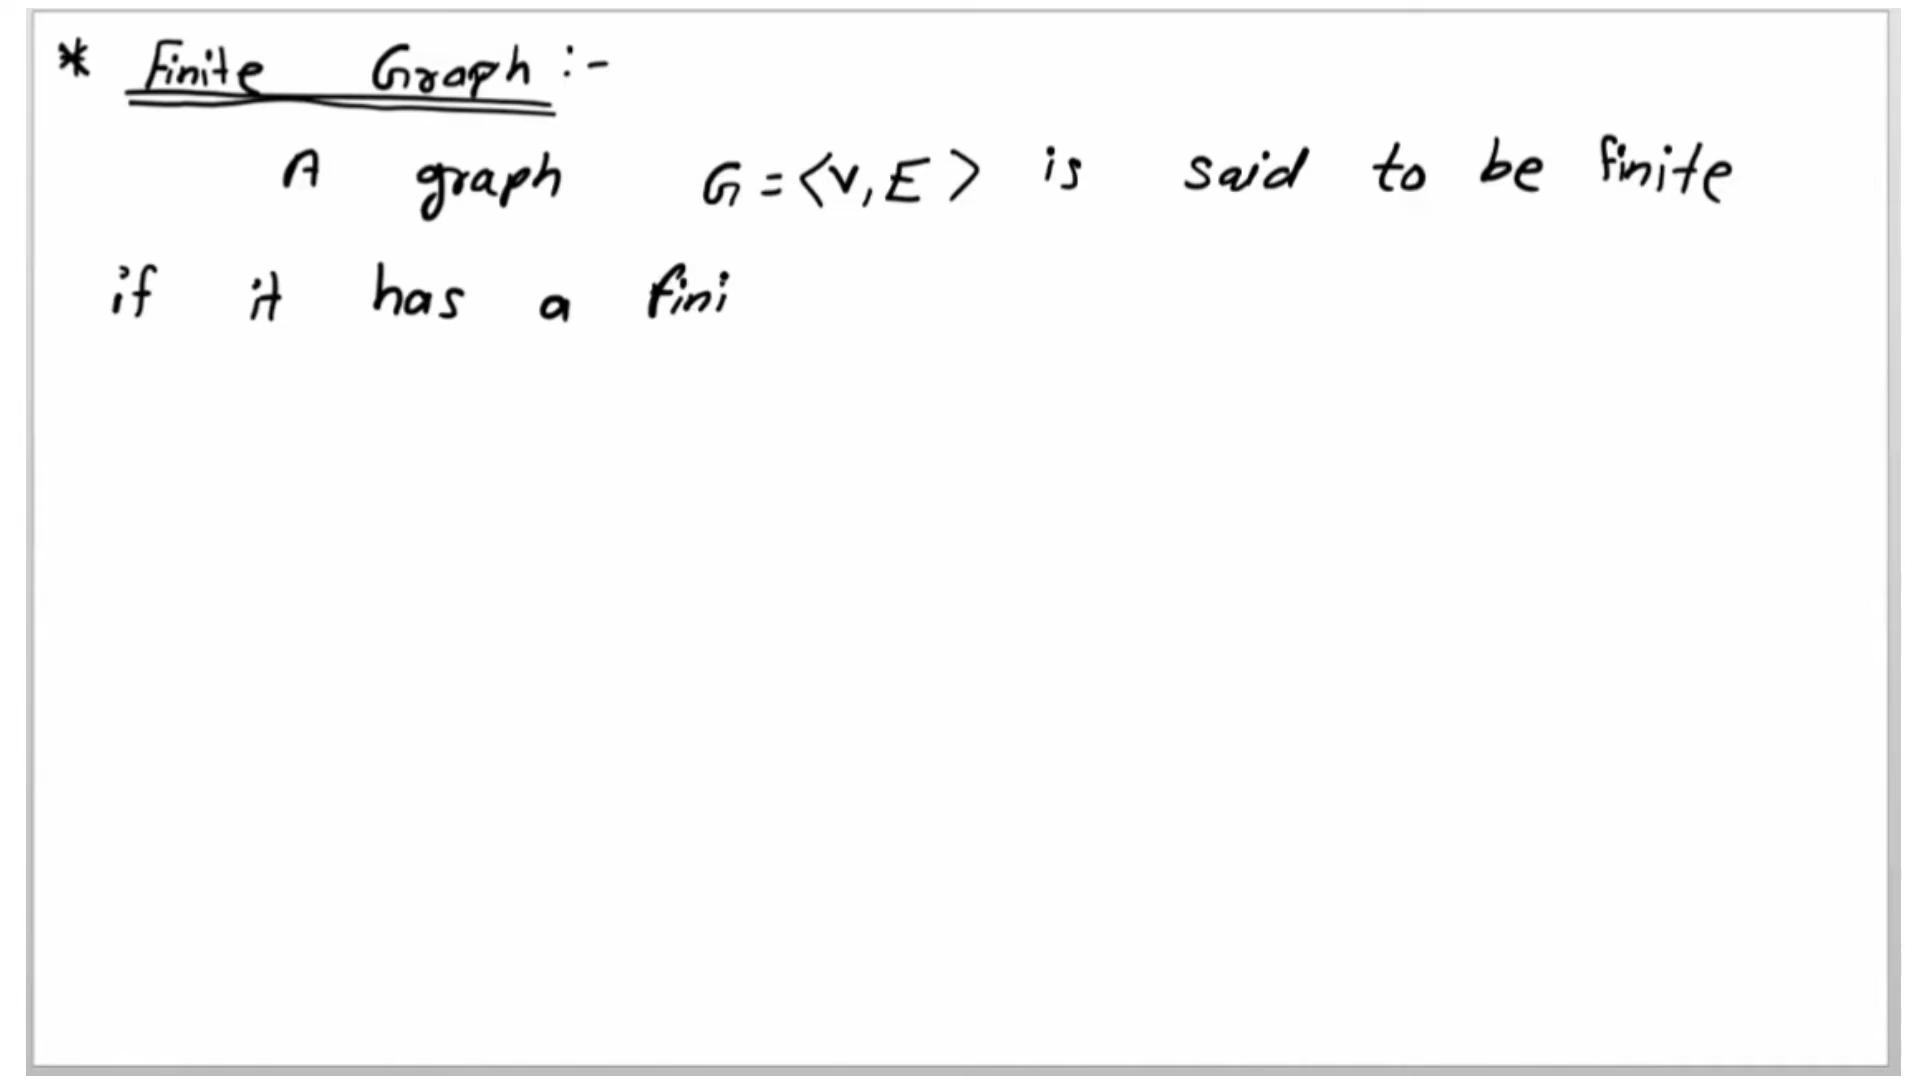 * Finite Graph :-
A graph G = <V, E> is said to be finite
if it has a fini